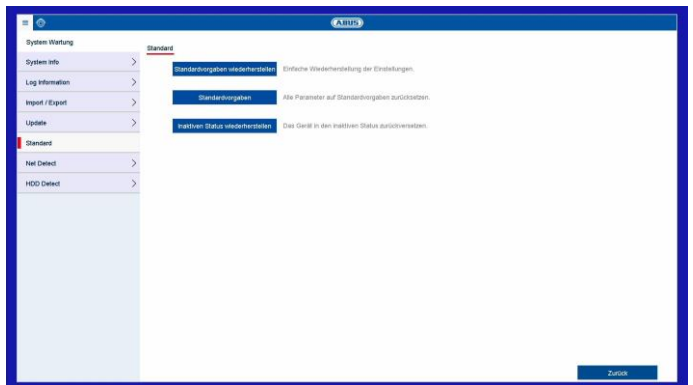 ABUS
System Wartung
System Info
Log Information
Import / Export
Update
Standard
Net Detect
HDD Detect
Standard
Standardvorgaben wiederherstellen Einfache Wiederherstellung der Einstellungen.
Standardvorgaben Alle Parameter auf Standardvorgaben zurücksetzen.
Inaktiven Status wiederherstellen Das Gerät in den inaktiven Status zurückversetzen.
Zurück